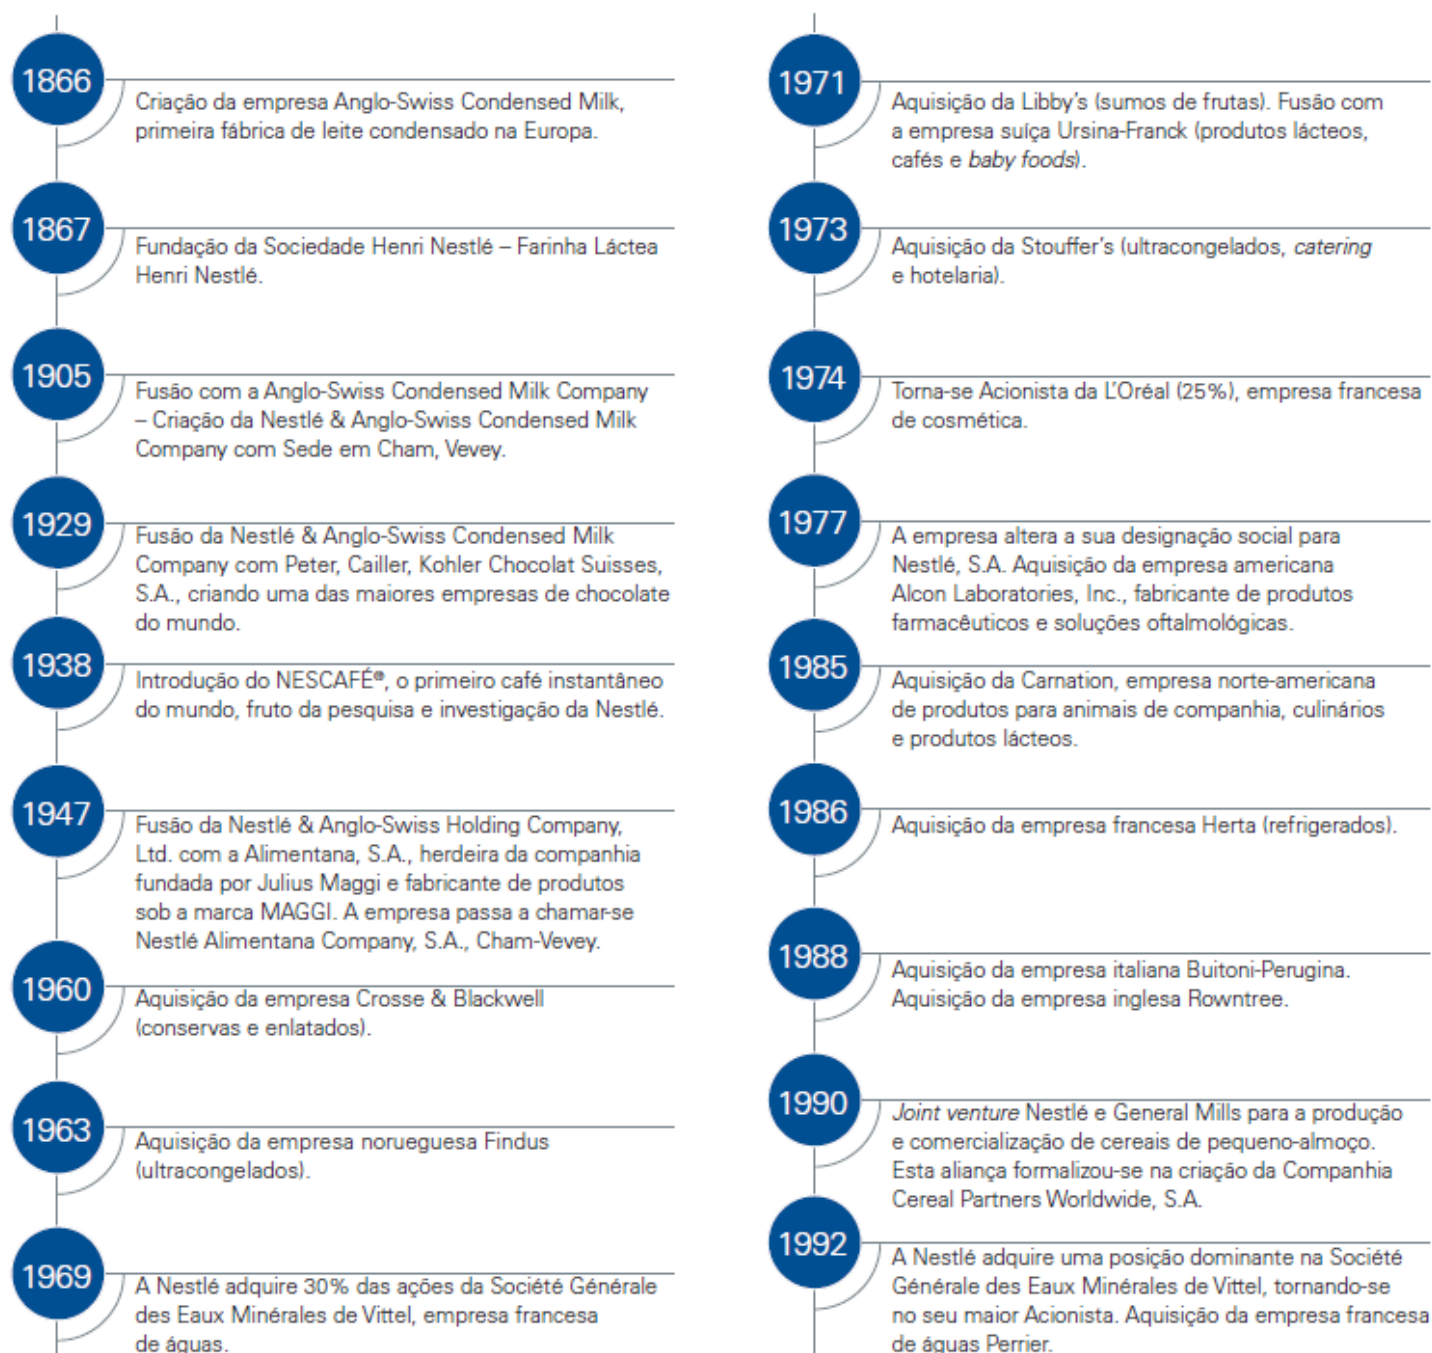 1866
Criação da empresa Anglo-Swiss Condensed Milk,
primeira fábrica de leite condensado na Europa.
1867
Fundação da Sociedade Henri Nestlé – Farinha Láctea
Henri Nestlé.
1905
Fusão com a Anglo-Swiss Condensed Milk Company
– Criação da Nestlé & Anglo-Swiss Condensed Milk
Company com Sede em Cham, Vevey.
1929
Fusão da Nestlé & Anglo-Swiss Condensed Milk
Company com Peter, Cailler, Kohler Chocolat Suisses,
S.A., criando uma das maiores empresas de chocolate
do mundo.
1938
Introdução do NESCAFÉ®, o primeiro café instantâneo
do mundo, fruto da pesquisa e investigação da Nestlé.
1947
Fusão da Nestlé & Anglo-Swiss Holding Company,
Ltd. com a Alimentana, S.A., herdeira da companhia
fundada por Julius Maggi e fabricante de produtos
sob a marca MAGGI. A empresa passa a chamar-se
Nestlé Alimentana Company, S.A., Cham-Vevey.
1960
Aquisição da empresa Crosse & Blackwell
(conservas e enlatados).
1963
Aquisição da empresa norueguesa Findus
(ultracongelados).
1969
A Nestlé adquire 30% das ações da Société Générale
des Eaux Minérales de Vittel, empresa francesa
de águas.
1971
Aquisição da Libby's (sumos de frutas). Fusão com
a empresa suíça Ursina-Franck (produtos lácteos,
cafés e baby foods).
1973
Aquisição da Stouffer's (ultracongelados, catering
e hotelaria).
1974
Torna-se Acionista da L'Oréal (25%), empresa francesa
de cosmética.
1977
A empresa altera a sua designação social para
Nestlé, S.A. Aquisição da empresa americana
Alcon Laboratories, Inc., fabricante de produtos
farmacêuticos e soluções oftalmológicas.
1985
Aquisição da Carnation, empresa norte-americana
de produtos para animais de companhia, culinários
e produtos lácteos.
1986
Aquisição da empresa francesa Herta (refrigerados).
1988
Aquisição da empresa italiana Buitoni-Perugina.
Aquisição da empresa inglesa Rowntree.
1990
Joint venture Nestlé e General Mills para a produção
e comercialização de cereais de pequeno-almoço.
Esta aliança formalizou-se na criação da Companhia
Cereal Partners Worldwide, S.A.
1992
A Nestlé adquire uma posição dominante na Société
Générale des Eaux Minérales de Vittel, tornando-se
no seu maior Acionista. Aquisição da empresa francesa
de águas Perrier.